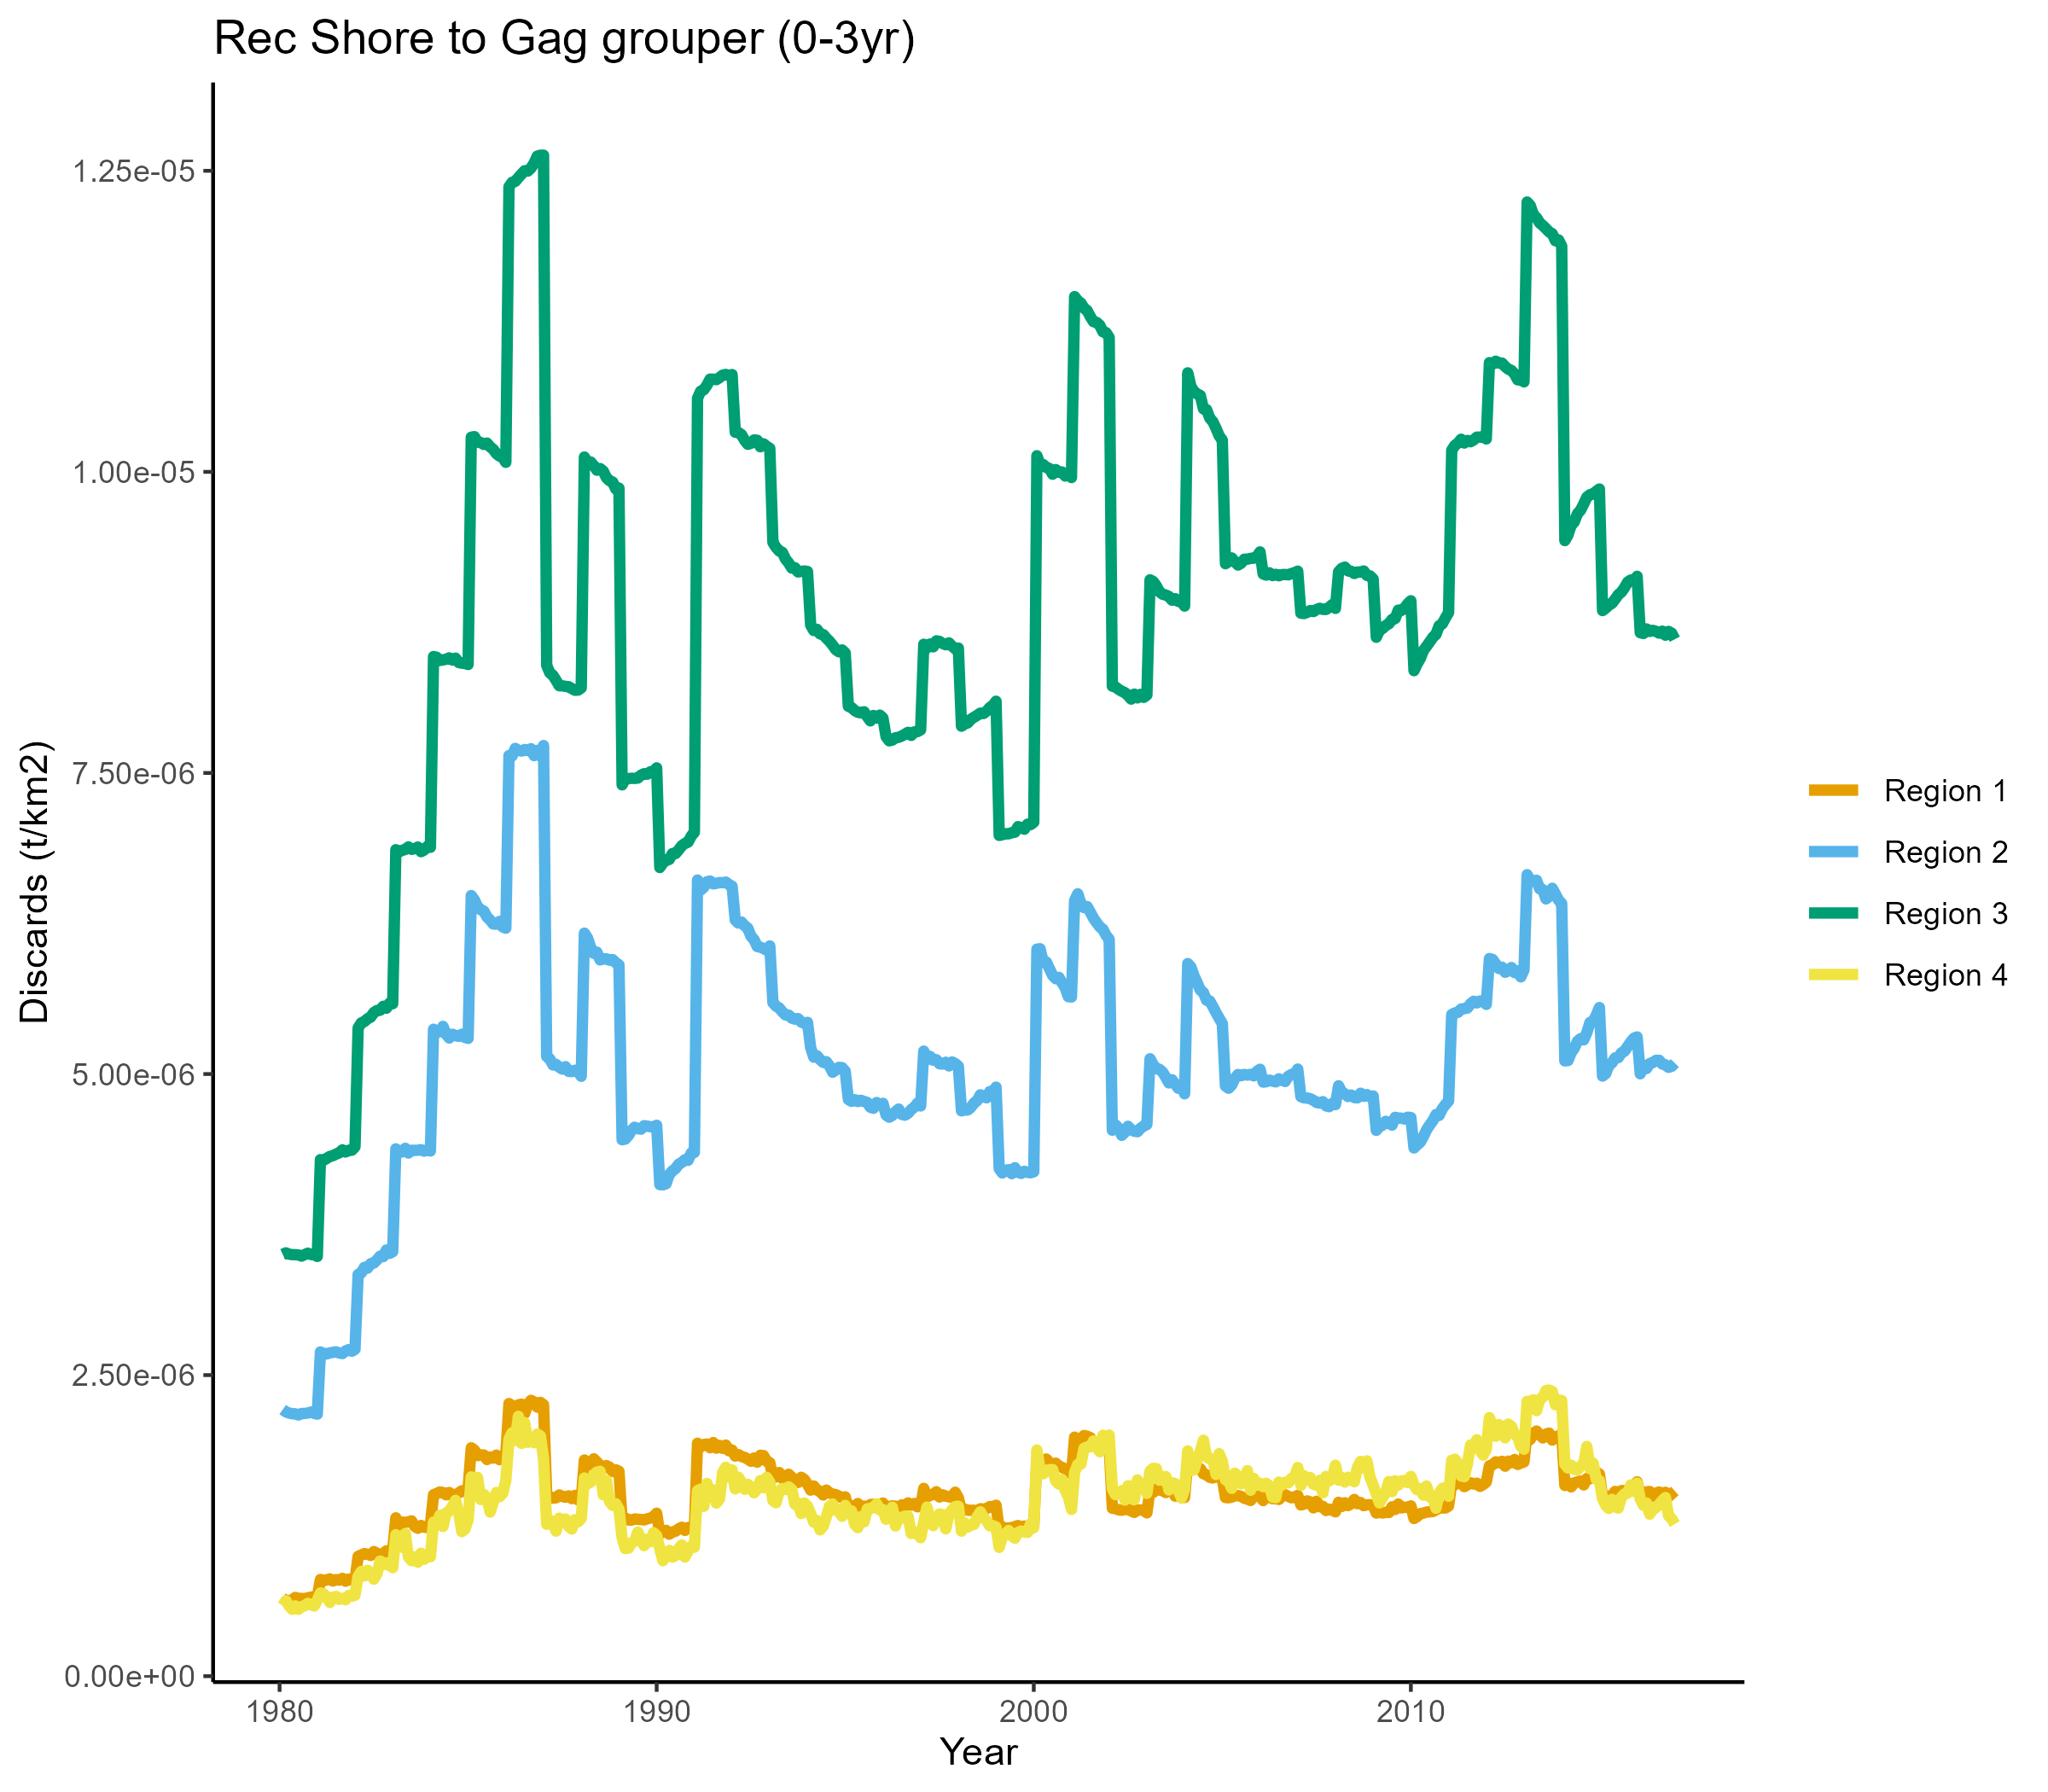 Rec Shore to Gag grouper (0-3yr)
Discards (t/km2)
1.25e-05
1.00e-05
7.50e-06
5.00e-06
2.50e-06
0.00e+00
1980
1990
2000
2010
Year
Region 1
Region 2
Region 3
Region 4